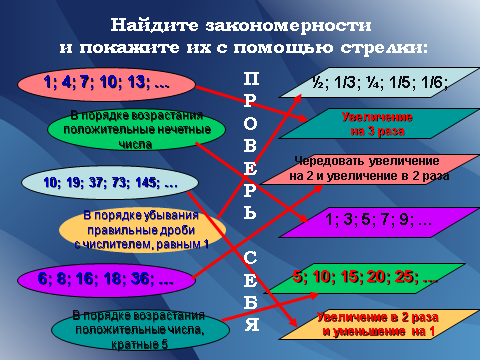 Найдите закономерности
и покажите их с помощью стрелки:
1; 4; 7; 10; 13; …
В порядке возрастания
положительные нечетные
числа
10; 19; 37; 73; 145; …
В порядке убывания
правильные дроби
с числителем, равным 1
6; 8; 16; 18; 36; …
В порядке возрастания
положительные числа,
кратные 5
П
Р
О
В
Е
Р
Ь
С
Е
Б
Я
½; 1/3; ¼; 1/5; 1/6;
Увеличение
на 3 раза
Чередовать увеличение
на 2 и увеличение в 2 раза
1; 3; 5; 7; 9; …
5; 10; 15; 20; 25; …
Увеличение в 2 раза
и уменьшение на 1